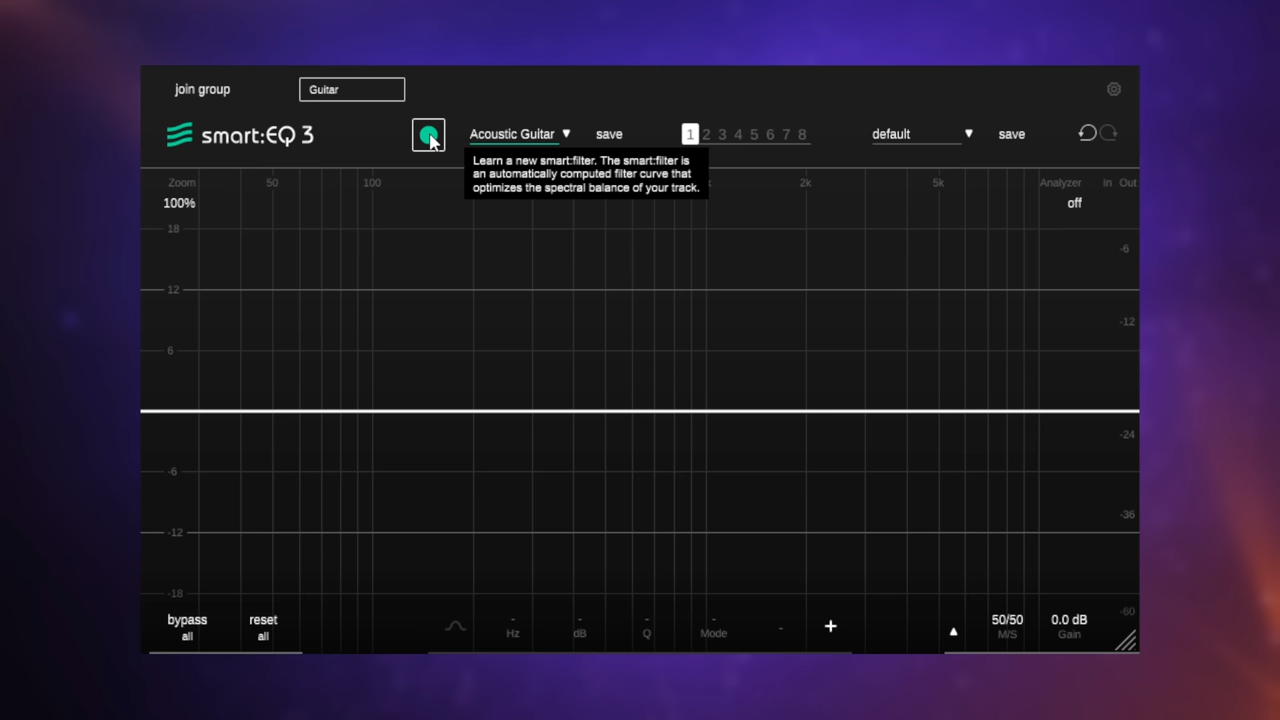 join group
Guitar
smart:EQ 3
Acoustic Guitar ▼
save
1 2 3 4 5 6 7 8
default ▼
save
Learn a new smart:filter. The smart:filter is
an automatically computed filter curve that
optimizes the spectral balance of your track.
Zoom 50 100 2k 5k Analyzer In Out
100% off
18
-6
12
-12
6
-24
-6
-36
-12
-18
-60
bypass
all
reset
all
- Hz
- dB
- Q
- Mode
-
+
▲
50/50
M/S
0.0 dB
Gain